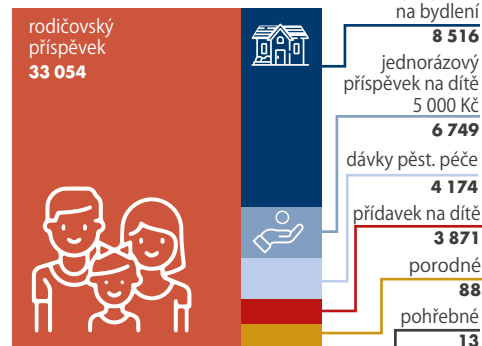 rodičovský
příspěvek
33 054
na bydlení
8 516
jednorázový
příspěvek na dítě
5 000 Kč
6 749
dávky pěst. péče
4 174
přídavek na dítě
3 871
porodné
88
pohřebné
13